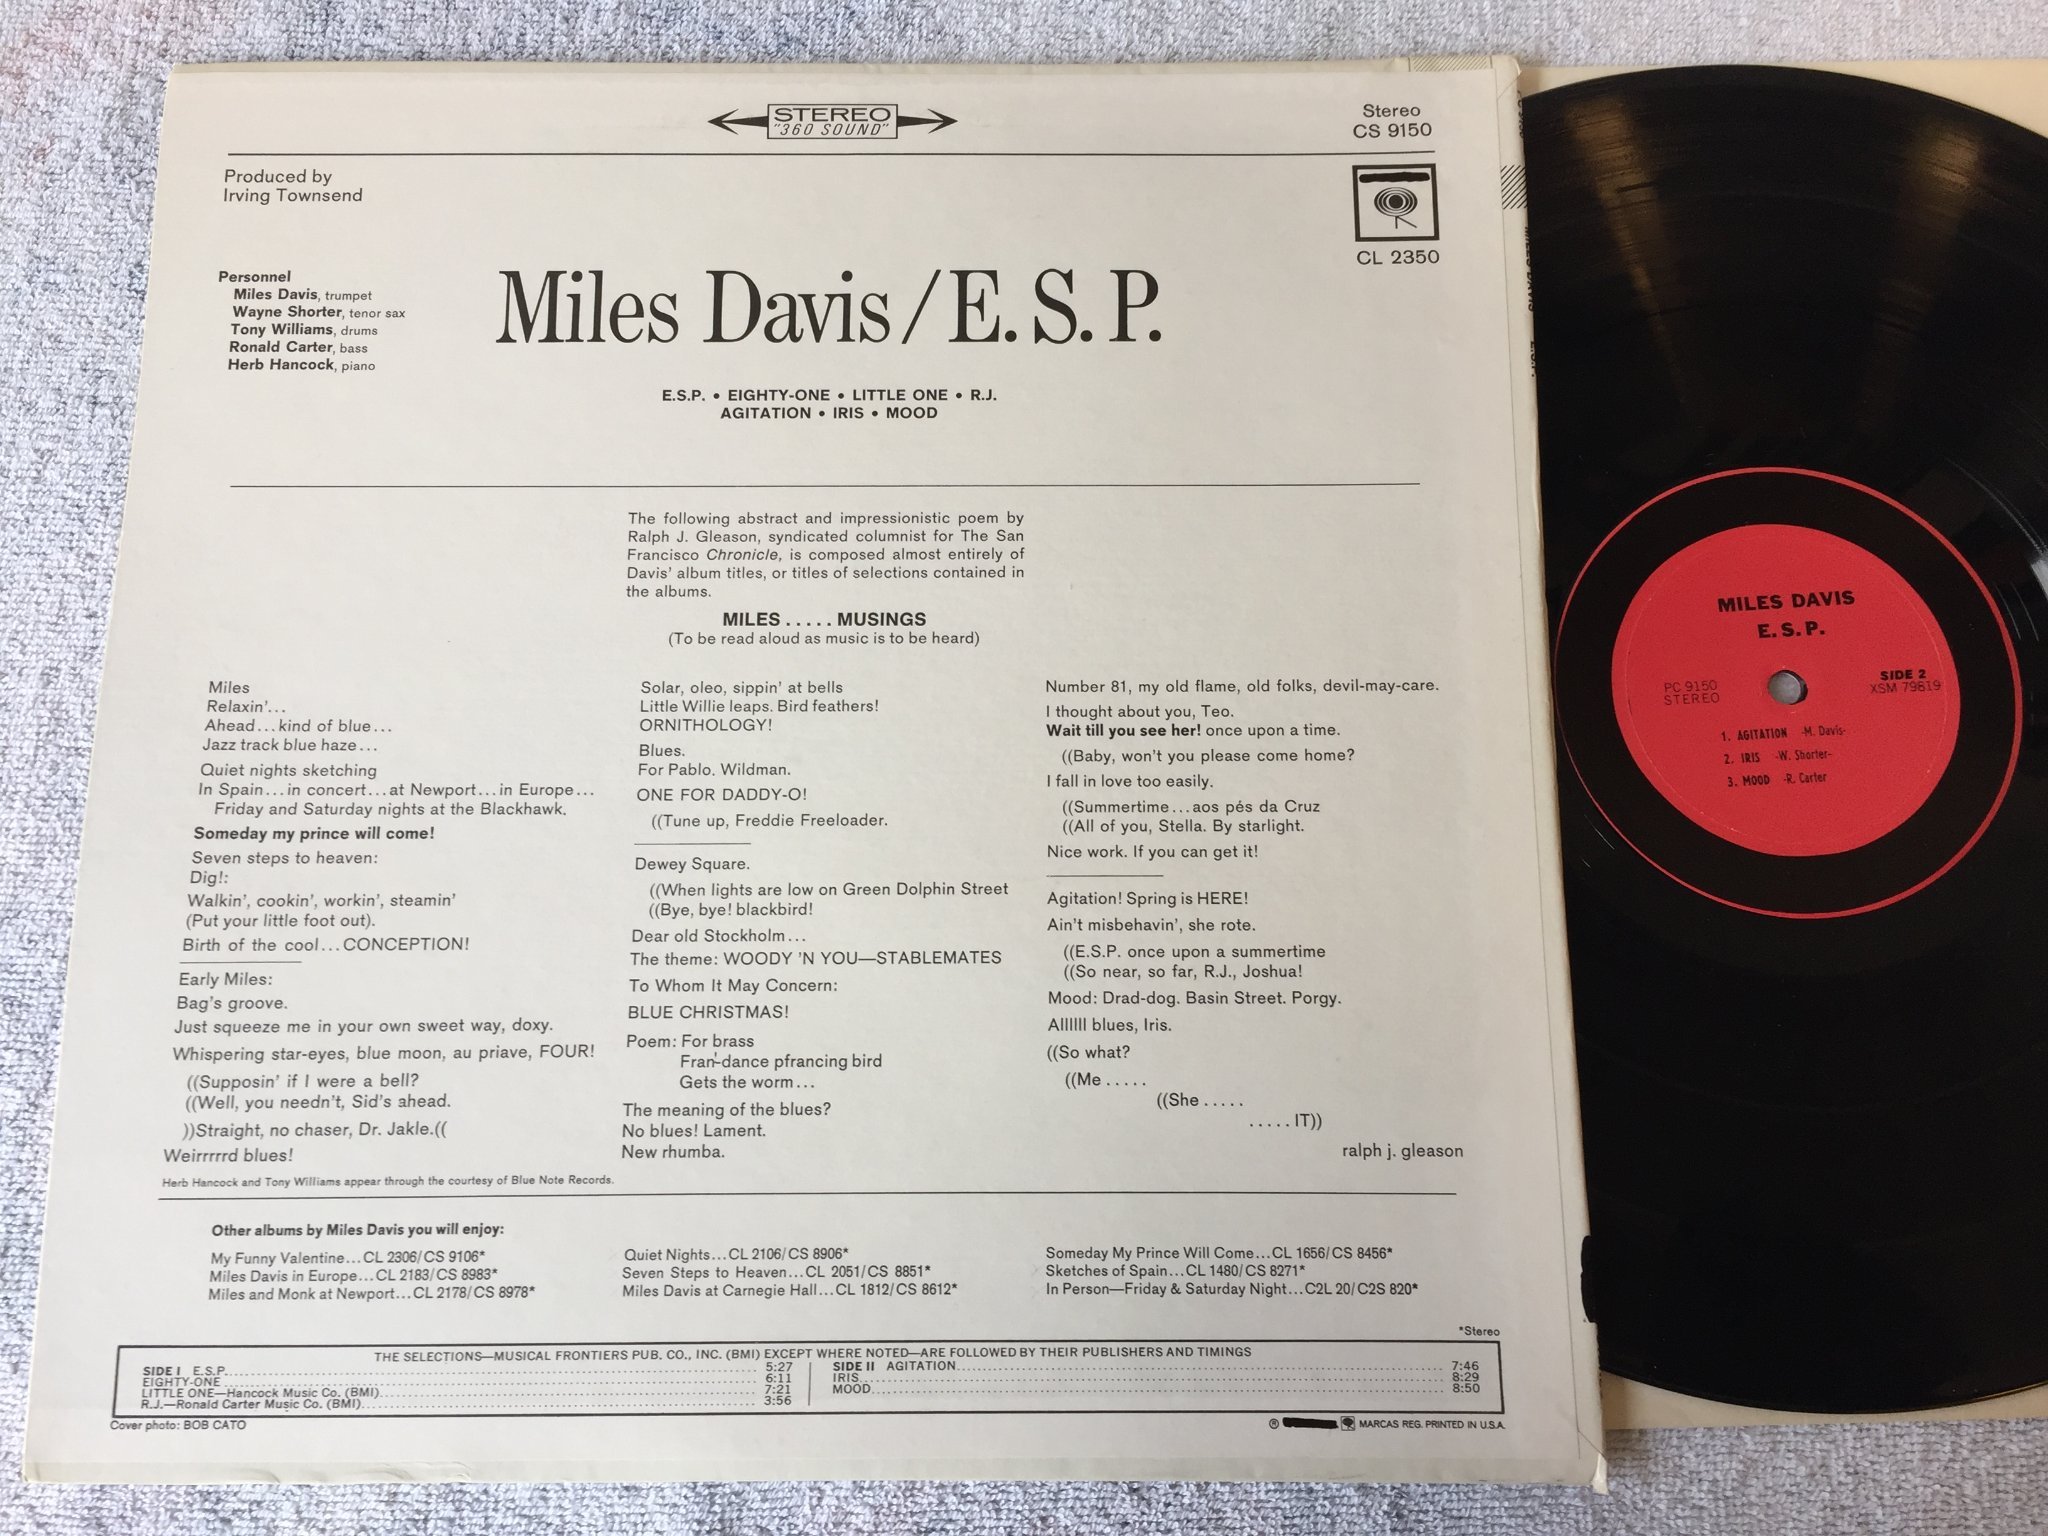 STEREO
"360 SOUND"
Stereo
CS 9150
CL 2350
Produced by
Irving Townsend
Personnel
Miles Davis, trumpet
Wayne Shorter, tenor sax
Tony Williams, drums
Ronald Carter, bass
Herb Hancock, piano
Miles Davis/E.S.P.
E.S.P. • EIGHTY-ONE • LITTLE ONE • R.J.
AGITATION • IRIS • MOOD
The following abstract and impressionistic poem by
Ralph J. Gleason, syndicated columnist for The San
Francisco Chronicle, is composed almost entirely of
Davis' album titles, or titles of selections contained in
the albums.
MILES.....MUSINGS
(To be read aloud as music is to be heard)
Miles
Relaxin'...
Ahead...kind of blue...
Jazz track blue haze...
Quiet nights sketching
In Spain...in concert...at Newport...in Europe...
Friday and Saturday nights at the Blackhawk.
Someday my prince will come!
Seven steps to heaven:
Dig!:
Walkin', cookin', workin', steamin'
(Put your little foot out).
Birth of the cool...CONCEPTION!
Early Miles:
Bag's groove.
Just squeeze me in your own sweet way, doxy.
Whispering star-eyes, blue moon, au priave, FOUR!
((Supposin' if I were a bell?
((Well, you needn't, Sid's ahead.
))Straight, no chaser, Dr. Jakle.((
Weirrrrrd blues!
Solar, oleo, sippin' at bells
Little Willie leaps. Bird feathers!
ORNITHOLOGY!
Blues.
For Pablo. Wildman.
ONE FOR DADDY-O!
((Tune up, Freddie Freeloader.
Dewey Square.
((When lights are low on Green Dolphin Street
((Bye, bye! blackbird!
Dear old Stockholm...
The theme: WOODY 'N YOU—STABLEMATES
To Whom It May Concern:
BLUE CHRISTMAS!
Poem: For brass
Fran-dance pfrancing bird
Gets the worm...
The meaning of the blues?
No blues! Lament.
New rhumba.
Number 81, my old flame, old folks, devil-may-care.
I thought about you, Teo.
Wait till you see her! once upon a time.
((Baby, won't you please come home?
I fall in love too easily.
((Summertime...aos pés da Cruz
((All of you, Stella. By starlight.
Nice work. If you can get it!
Agitation! Spring is HERE!
Ain't misbehavin', she rote.
((E.S.P. once upon a summertime
((So near, so far, R.J., Joshua!
Mood: Drad-dog. Basin Street. Porgy.
Allllll blues, Iris.
((So what?
((Me.....
((She.....
.....IT))
ralph j. gleason
Herb Hancock and Tony Williams appear through the courtesy of Blue Note Records.
Other albums by Miles Davis you will enjoy:
My Funny Valentine...CL 2306/CS 9106*
Miles Davis in Europe...CL 2183/CS 8983*
Miles and Monk at Newport...CL 2178/CS 8978*
Quiet Nights...CL 2106/CS 8906*
Seven Steps to Heaven...CL 2051/CS 8851*
Miles Davis at Carnegie Hall...CL 1812/CS 8612*
Someday My Prince Will Come...CL 1656/CS 8456*
Sketches of Spain...CL 1480/CS 8271*
In Person—Friday & Saturday Night...C2L 20/C2S 820*
*Stereo
THE SELECTIONS—MUSICAL FRONTIERS PUB. CO., INC. (BMI) EXCEPT WHERE NOTED—ARE FOLLOWED BY THEIR PUBLISHERS AND TIMINGS
SIDE I E.S.P. 5:27
EIGHTY-ONE 6:11
LITTLE ONE—Hancock Music Co. (BMI) 7:21
R.J.—Ronald Carter Music Co. (BMI) 3:56
SIDE II AGITATION 7:46
IRIS 8:29
MOOD 8:50
Cover photo: BOB CATO
® MARCAS REG. PRINTED IN U.S.A.
MILES DAVIS
E.S.P.
PC 9150
STEREO
SIDE 2
XSM 79819
1. AGITATION -M. Davis-
2. IRIS -W. Shorter-
3. MOOD -R. Carter